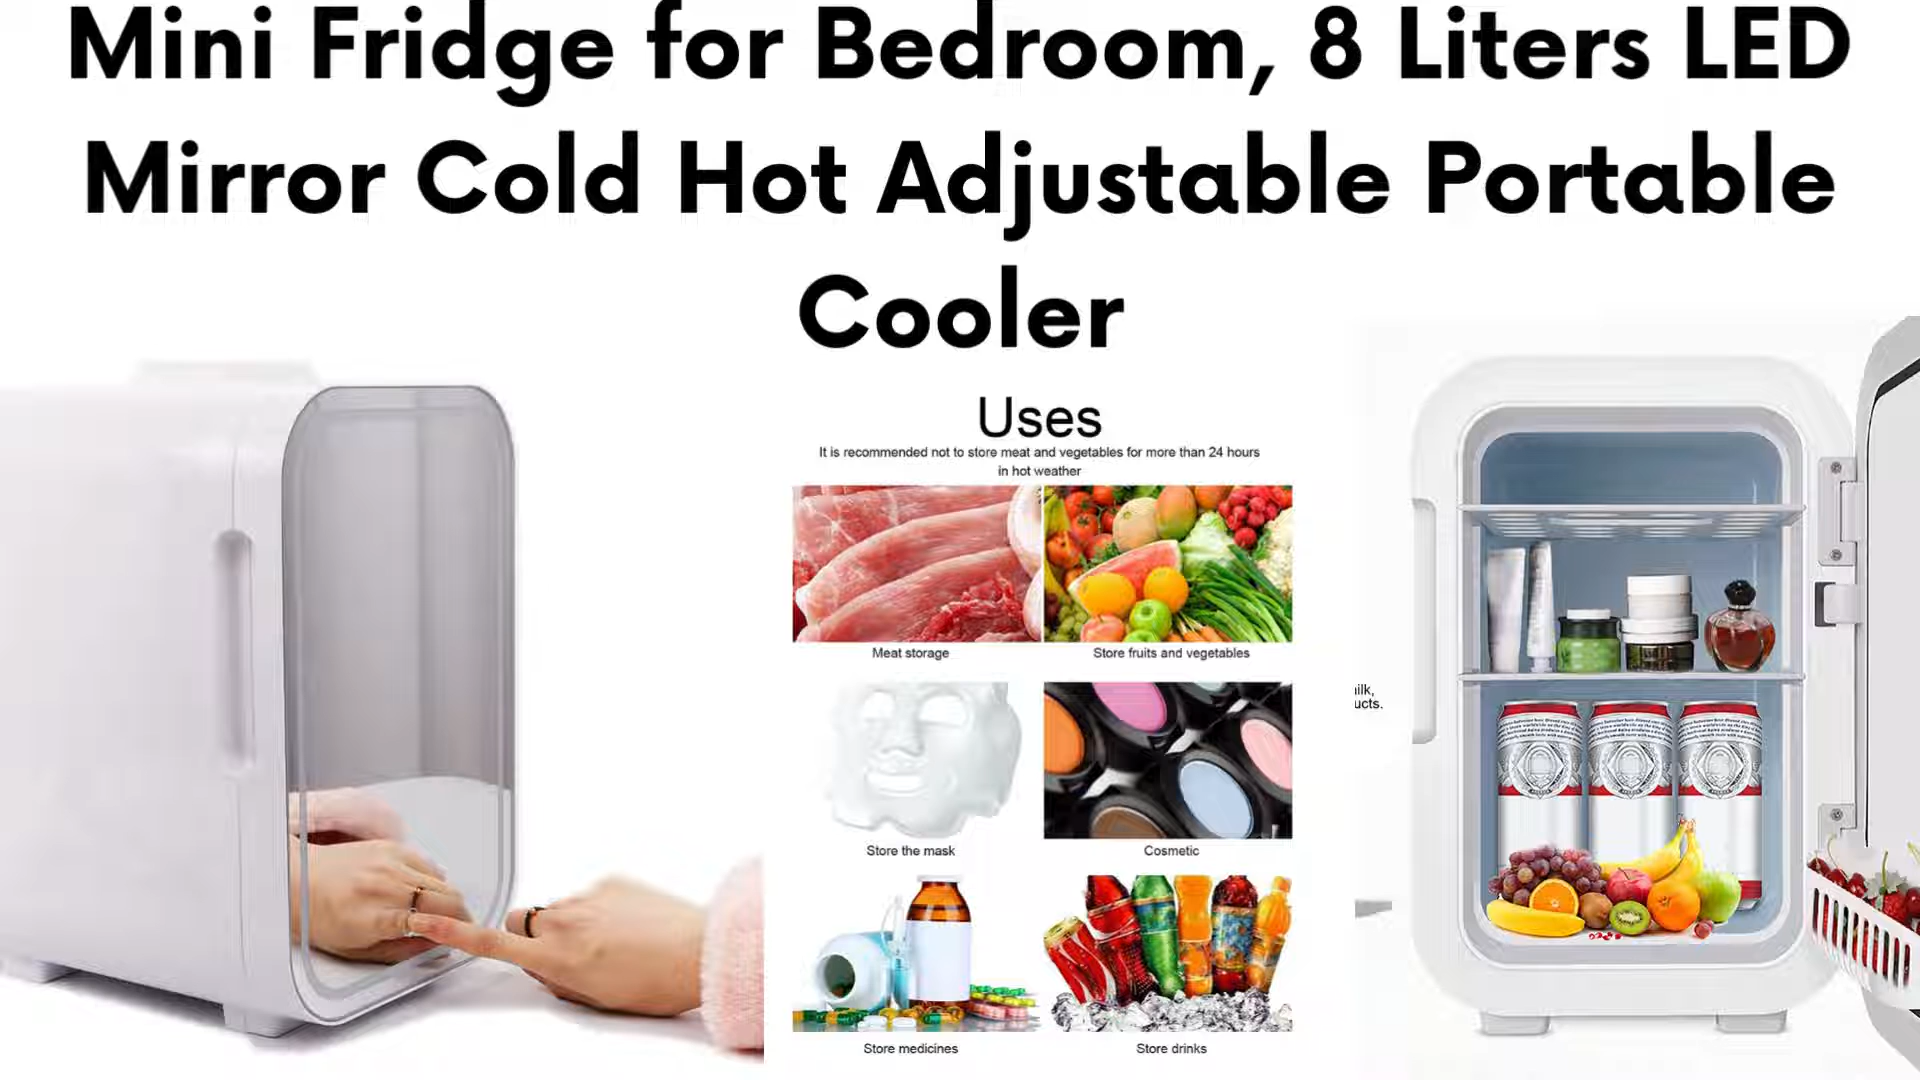 Mini Fridge for Bedroom, 8 Liters LED
Mirror Cold Hot Adjustable Portable
Cooler
Uses
It is recommended not to store meat and vegetables for more than 24 hours
in hot weather
Meat storage
Store fruits and vegetables
Store the mask
Cosmetic
Store medicines
Store drinks
ucts.